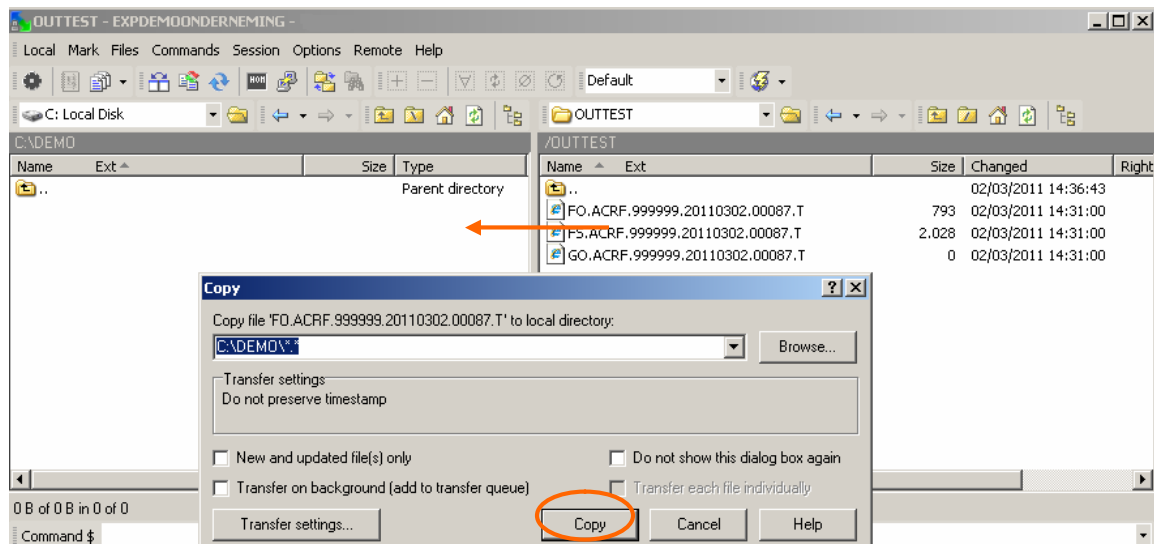 OUTTEST - EXPDEMOONDERNEMING -
Local Mark Files Commands Session Options Remote Help
Default
C: Local Disk OUTTEST
C:\DEMO /OUTTEST
Name Ext Size Type Name Ext Size Changed Right
.. Parent directory .. 02/03/2011 14:36:43
FO.ACRF.999999.20110302.00087.T 793 02/03/2011 14:31:00
FS.ACRF.999999.20110302.00087.T 2.028 02/03/2011 14:31:00
GO.ACRF.999999.20110302.00087.T 0 02/03/2011 14:31:00
Copy
Copy file 'FO.ACRF.999999.20110302.00087.T' to local directory:
C:\DEMO\*.* Browse...
Transfer settings
Do not preserve timestamp
New and updated file(s) only Do not show this dialog box again
Transfer on background (add to transfer queue) Transfer each file individually
0 B of 0 B in 0 of 0
Transfer settings... Copy Cancel Help
Command $